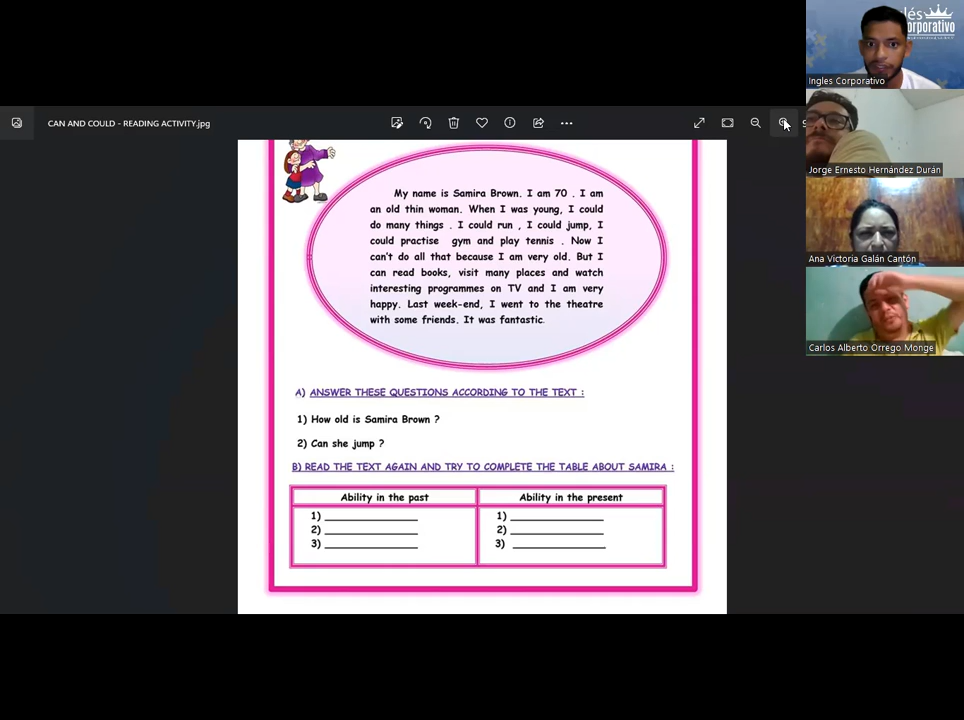 CAN AND COULD - READING ACTIVITY.jpg
My name is Samira Brown. I am 70 . I am
an old thin woman. When I was young, I could
do many things . I could run , I could jump, I
could practise gym and play tennis . Now I
can't do all that because I am very old. But I
can read books, visit many places and watch
interesting programmes on TV and I am very
happy. Last week-end, I went to the theatre
with some friends. It was fantastic.
A) ANSWER THESE QUESTIONS ACCORDING TO THE TEXT :
1) How old is Samira Brown ?
2) Can she jump ?
B) READ THE TEXT AGAIN AND TRY TO COMPLETE THE TABLE ABOUT SAMIRA :
Ability in the past Ability in the present
1) _______________ 1) _______________
2) _______________ 2) _______________
3) _______________ 3) _______________
Ingles Corporativo
Jorge Ernesto Hernández Durán
Ana Victoria Galán Cantón
Carlos Alberto Orrego Monge